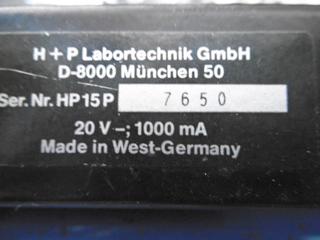 H + P Labortechnik GmbH
D-8000 München 50
Ser. Nr. HP 15 P 7650
20 V –; 1000 mA
Made in West-Germany